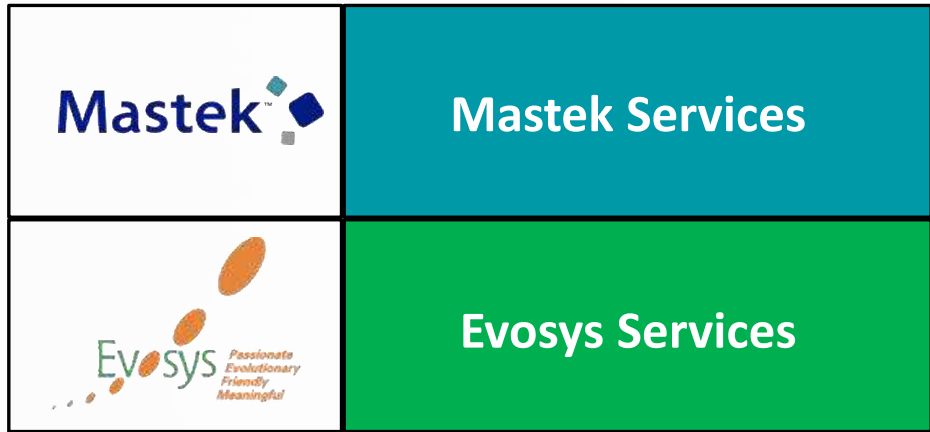 Mastek™
Mastek Services
Evosys
Passionate
Evolutionary
Friendly
Meaningful
Evosys Services